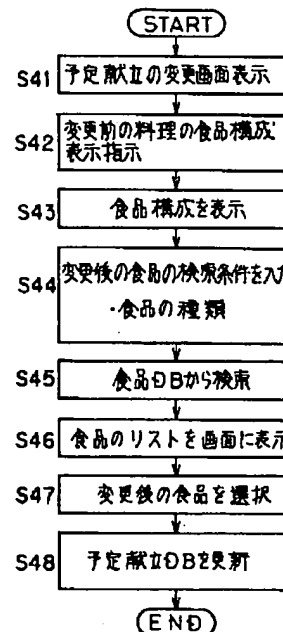 START
S41 予定献立の変更画面表示
S42 変更前の料理の食品構成
表示指示
S43 食品構成を表示
S44 変更後の食品の検索条件を入力
・食品の種類
S45 食品DBから検索
S46 食品のリストを画面に表示
S47 変更後の食品を選択
S48 予定献立DBを更新
END